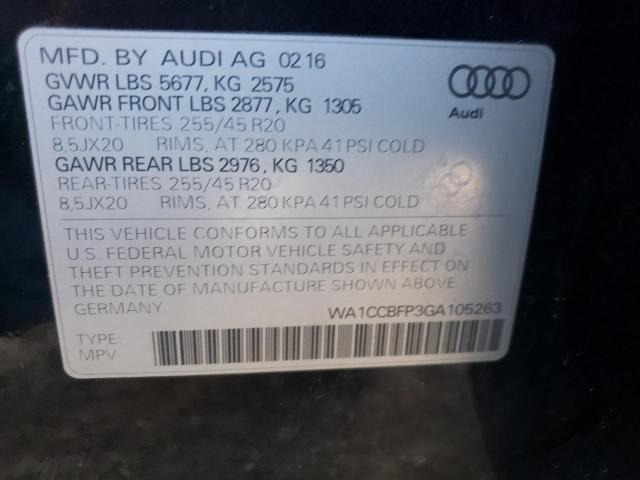 MFD. BY AUDI AG 02 16
GVWR LBS 5677, KG 2575
GAWR FRONT LBS 2877, KG 1305
FRONT-TIRES 255/45 R20
8,5JX20 RIMS, AT 280 KPA 41 PSI COLD
GAWR REAR LBS 2976, KG 1350
REAR-TIRES 255/45 R20
8,5JX20 RIMS, AT 280 KPA 41 PSI COLD
Audi
THIS VEHICLE CONFORMS TO ALL APPLICABLE
U.S. FEDERAL MOTOR VEHICLE SAFETY AND
THEFT PREVENTION STANDARDS IN EFFECT ON
THE DATE OF MANUFACTURE SHOWN ABOVE
GERMANY
WA1CCBFP3GA105263
TYPE:
MPV